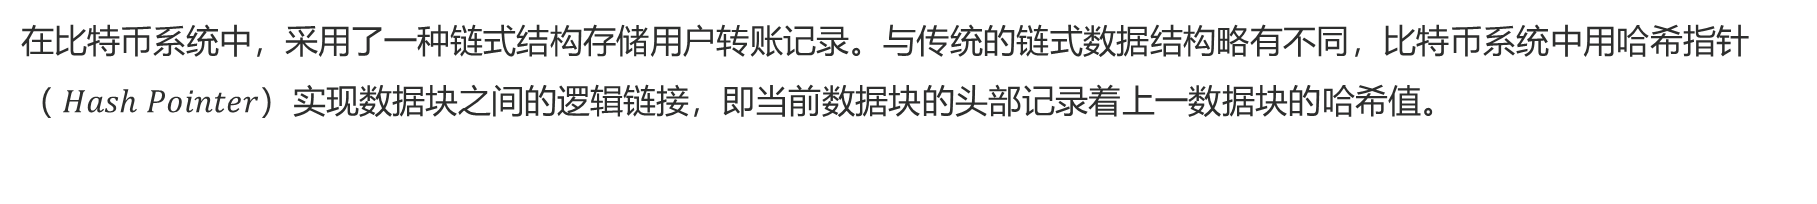 在比特币系统中，采用了一种链式结构存储用户转账记录。与传统的链式数据结构略有不同，比特币系统中用哈希指针
（ Hash Pointer）实现数据块之间的逻辑链接，即当前数据块的头部记录着上一数据块的哈希值。